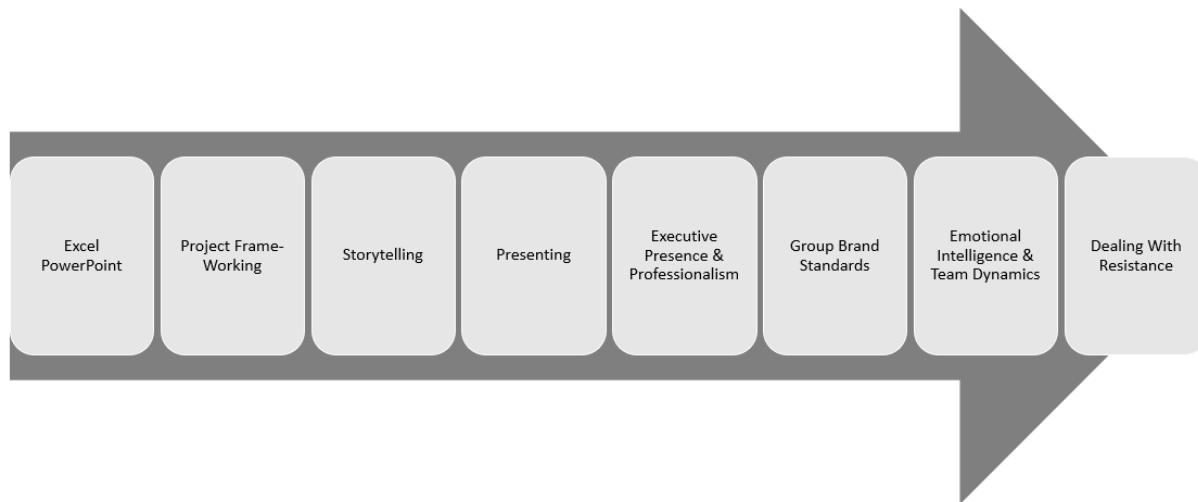 Excel
PowerPoint
Project Frame-
Working
Storytelling
Presenting
Executive
Presence &
Professionalism
Group Brand
Standards
Emotional
Intelligence &
Team Dynamics
Dealing With
Resistance